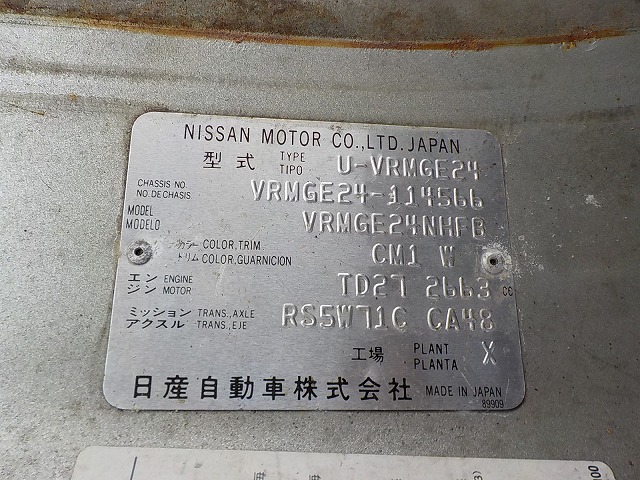 NISSAN MOTOR CO.,LTD.JAPAN
型式 TYPE TIPO U-VRMGE24
CHASSIS NO. NO.DE CHASIS VRMGE24-114566
MODEL MODELO VRMGE24NHFB
カラー トリム COLOR,TRIM COLOR,GUARNICION CM1 W
エンジン ENGINE MOTOR TD27 2663 CC
ミッション アクスル TRANS.,AXLE TRANS.,EJE RS5W71C CA48
工場 PLANT PLANTA X
日産自動車株式会社 MADE IN JAPAN
89909